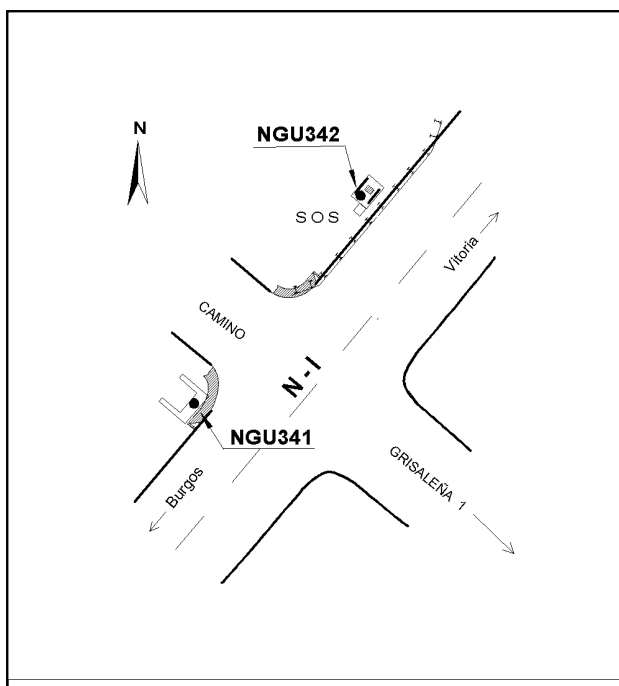 N
NGU342
SOS
Vitoria
CAMINO
N-I
NGU341
Burgos
GRISALEÑA 1